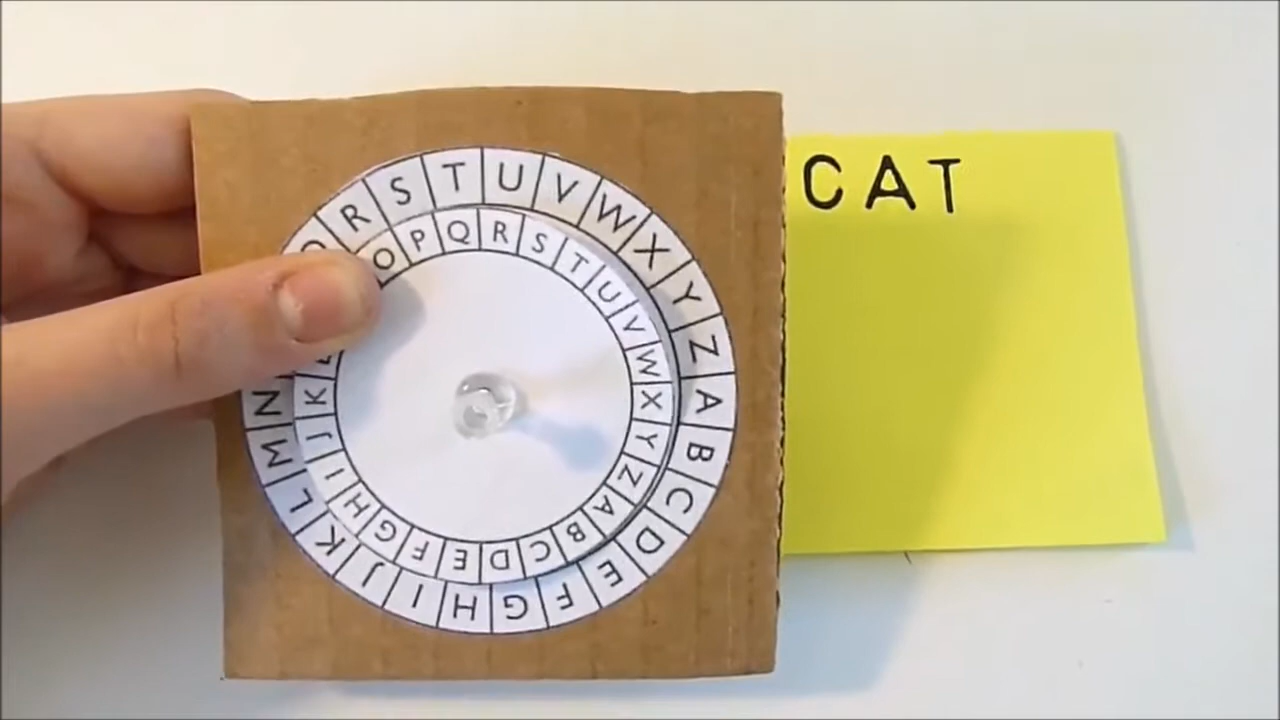 R S T U V W X Y Z A B C D E F G H I J K L M N
O P Q R S T U V W X Y Z A B C D E F G H I J K
CAT